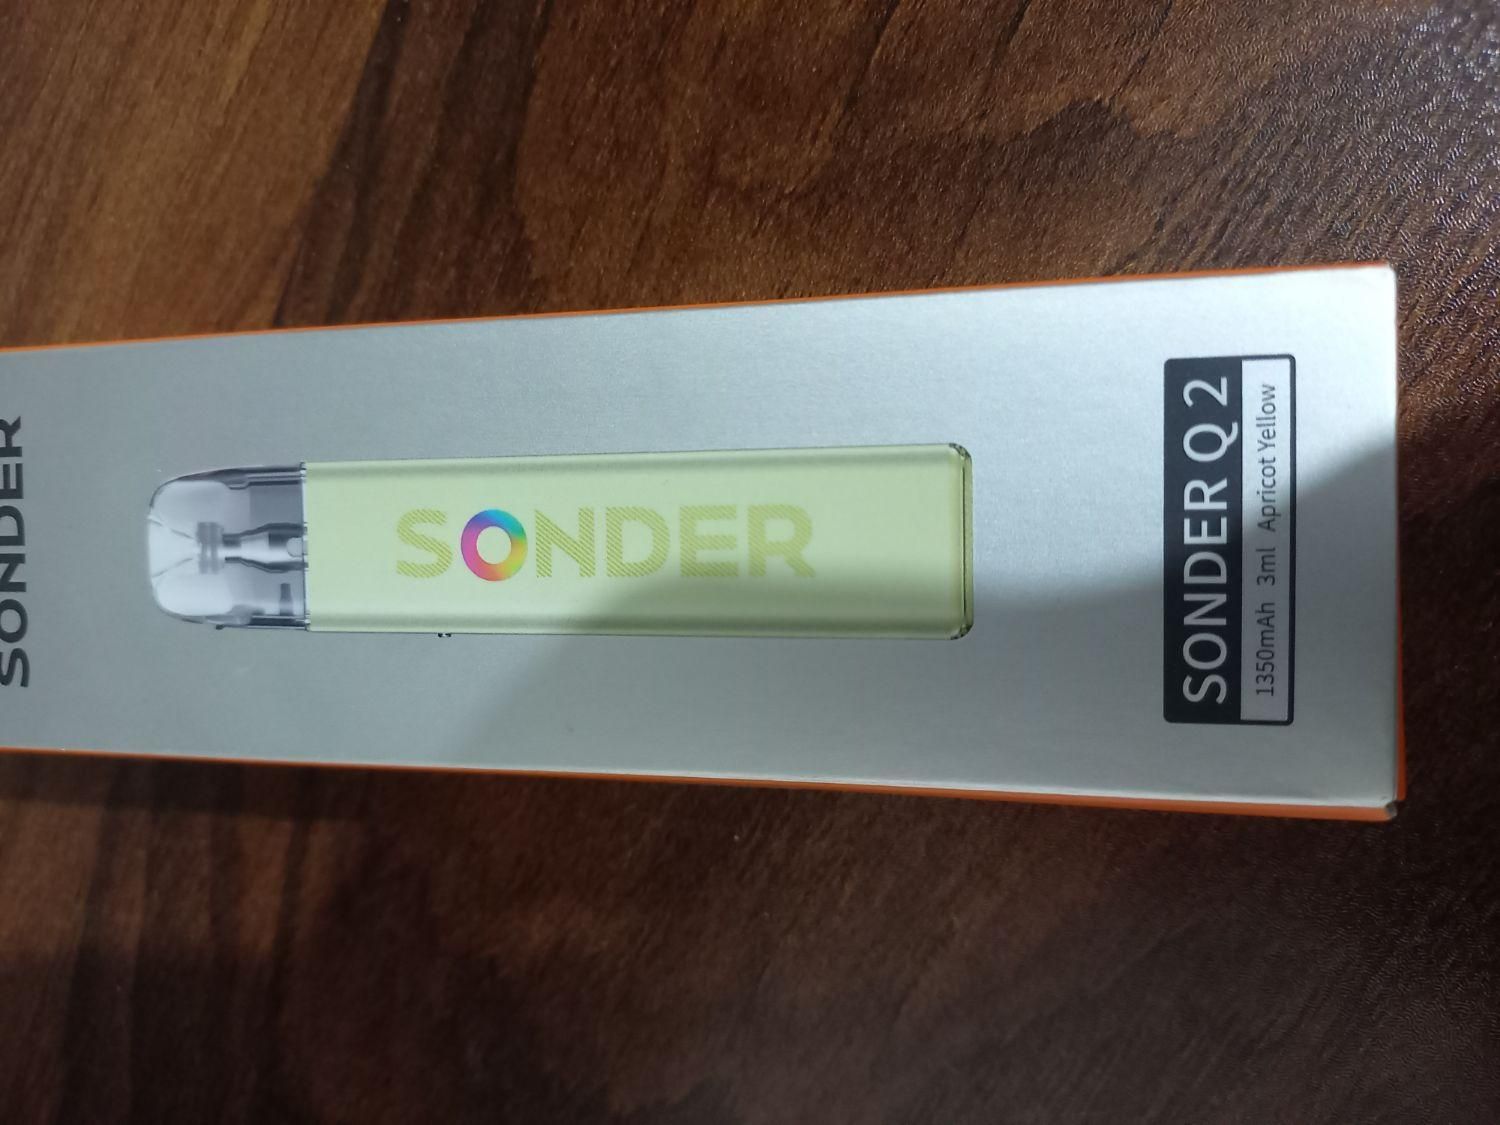 SONDER
SONDER
SONDER Q 2
1350mAh 3ml Apricot Yellow